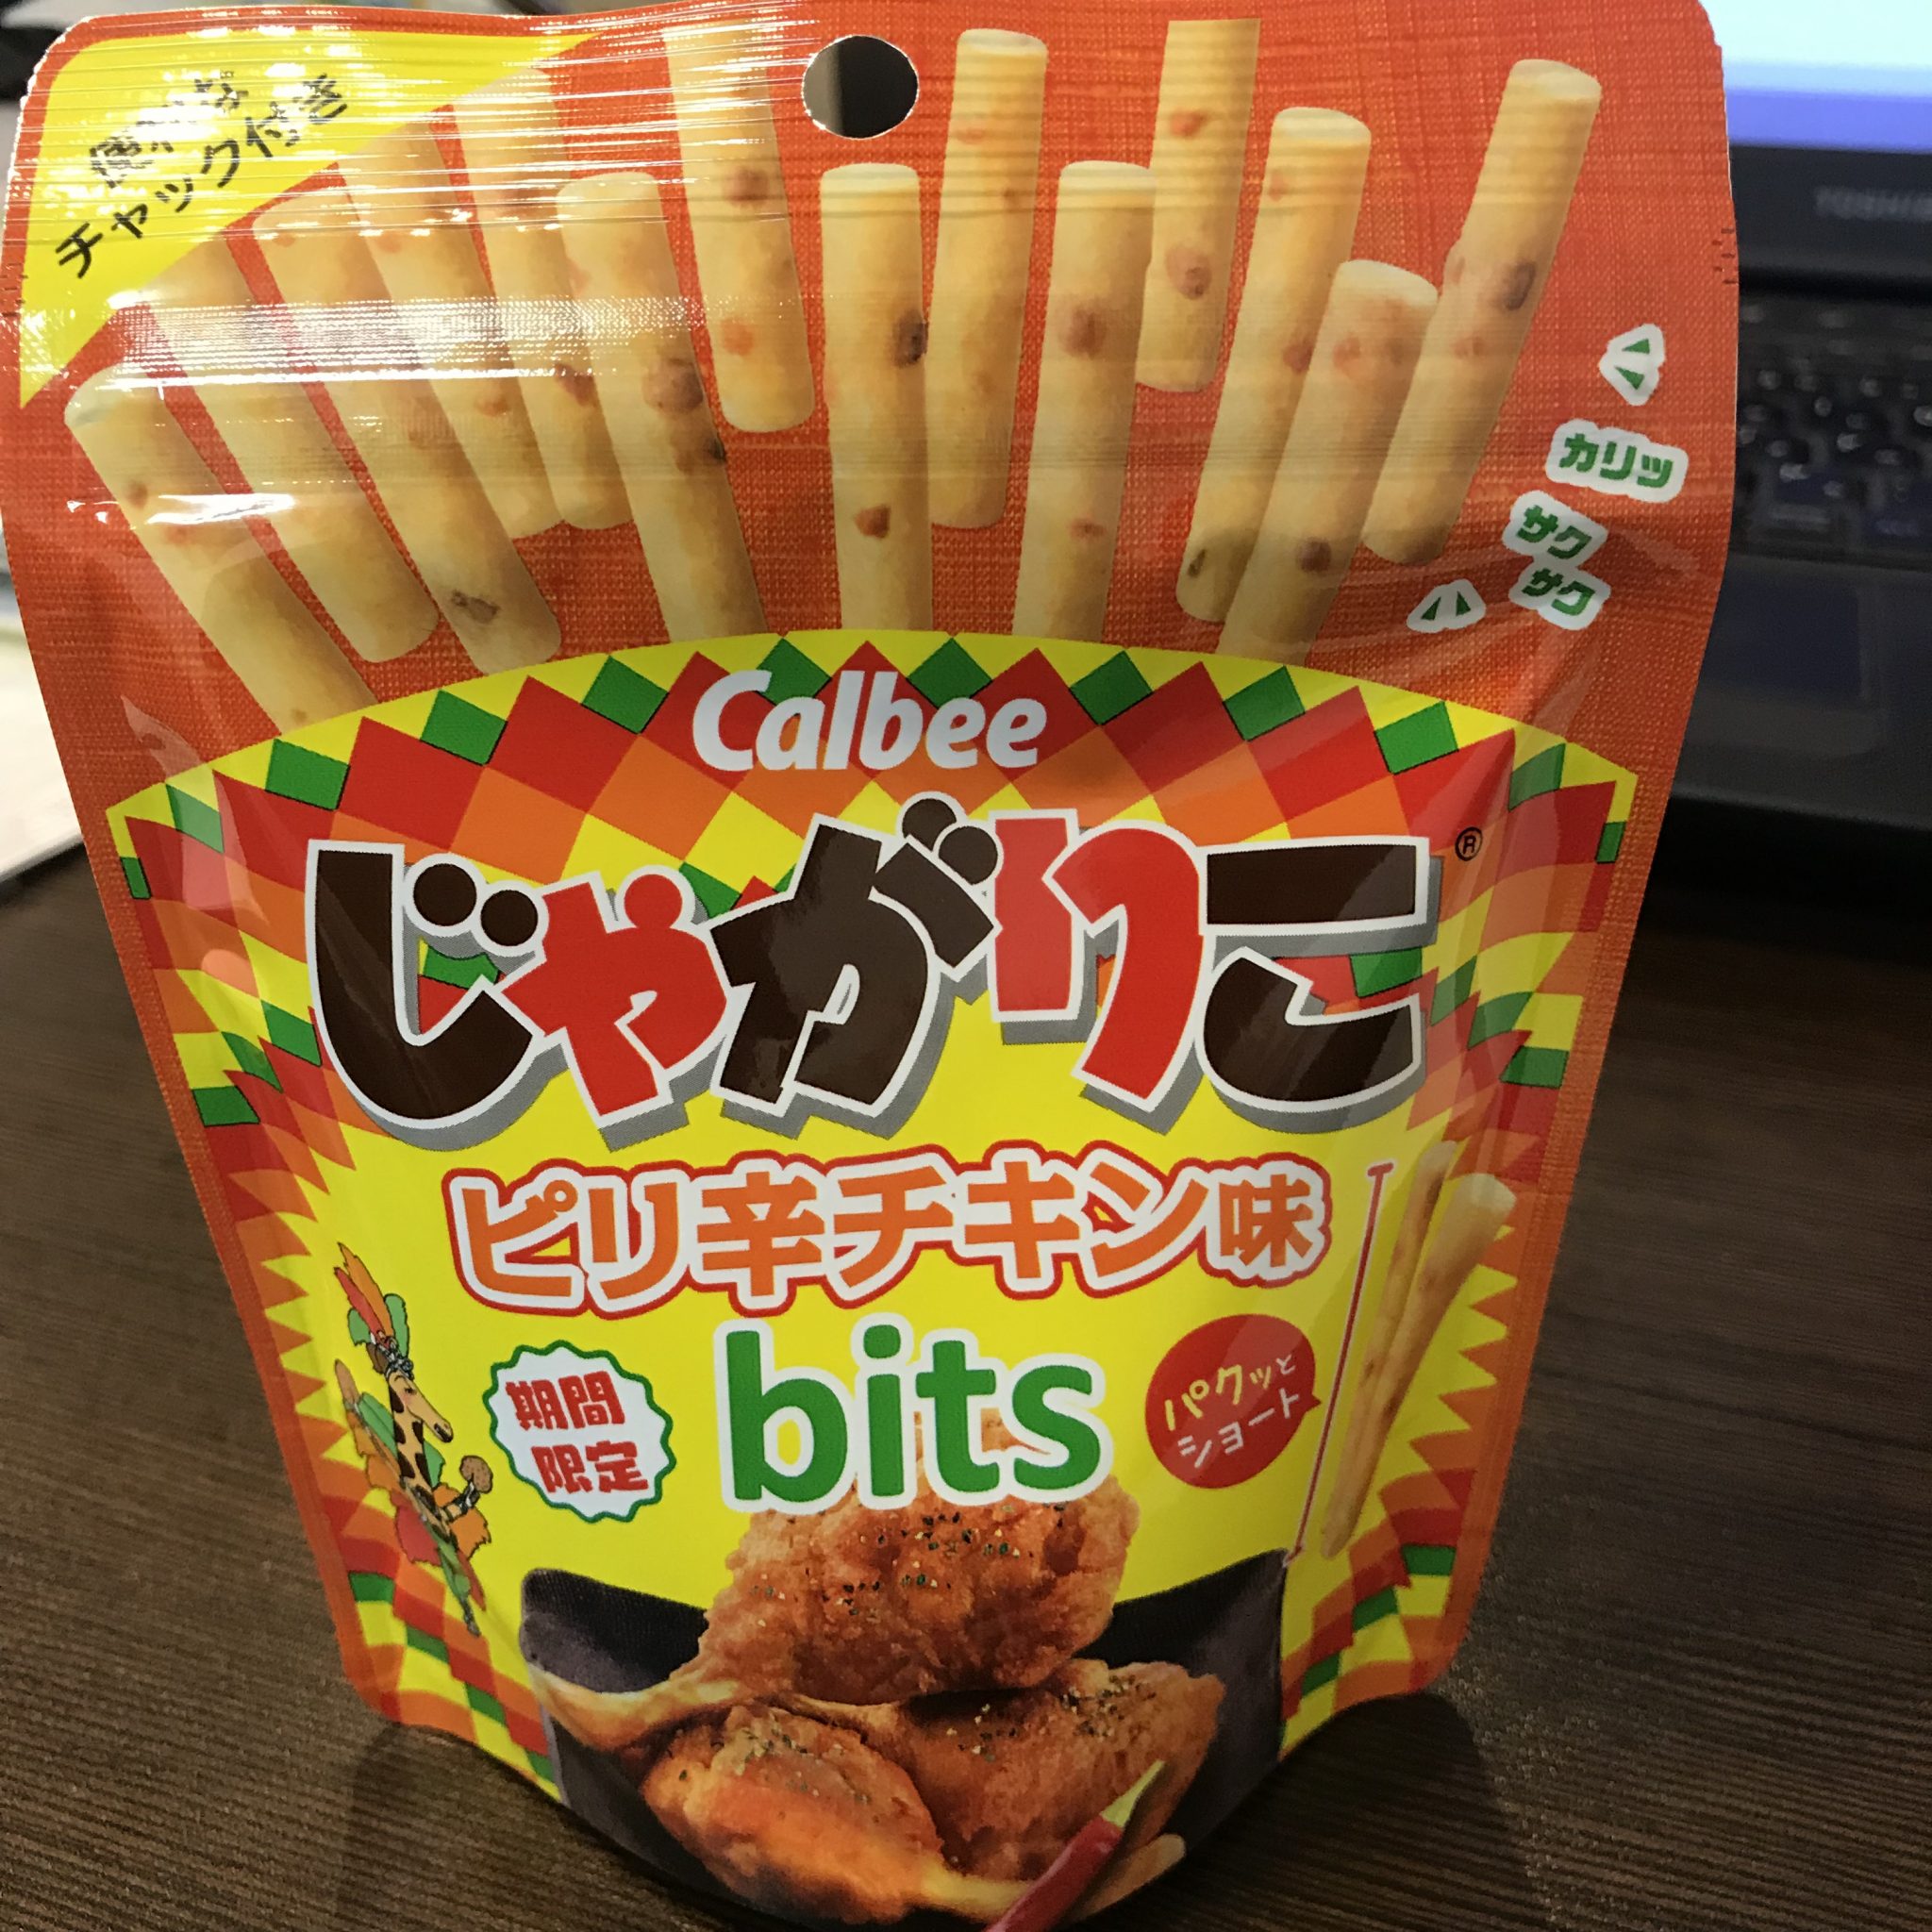 便利な
チャック付き
TOSHIBA
カリッ
サク
サク
Calbee
じゃがりこ®
ピリ辛チキン味
期間
限定
bits
パクッと
ショート